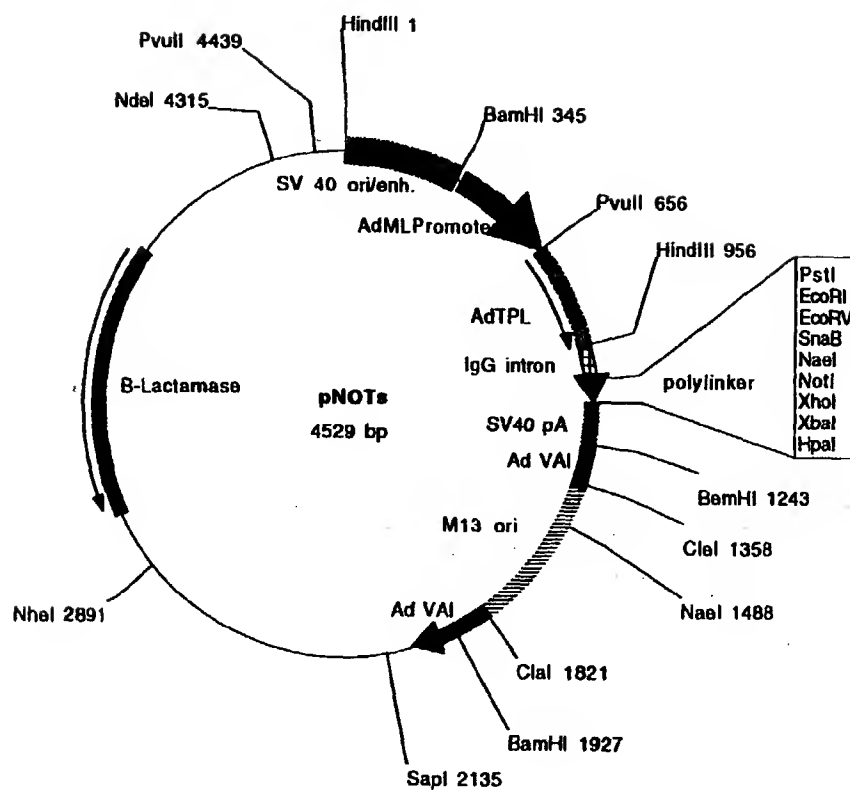 HindIII 1
PvuII 4439
NdeI 4315
BamHI 345
SV 40 ori/enh.
AdMLPromote
PvuII 656
HindIII 956
PstI
EcoRI
EcoRV
SnaB
NaeI
NotI
XhoI
XbaI
HpaI
AdTPL
IgG intron
polylinker
B-Lactamase
pNOTs
4529 bp
SV40 pA
Ad VAI
BemHI 1243
M13 ori
CleI 1358
NaeI 1488
NheI 2891
Ad VAI
ClaI 1821
BamHI 1927
SapI 2135